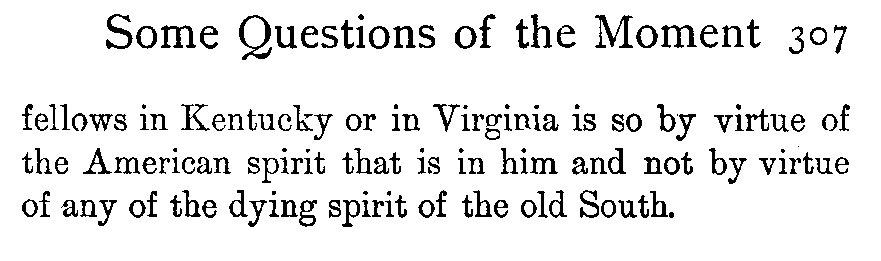 Some Questions of the Moment 307
fellows in Kentucky or in Virginia is so by virtue of
the American spirit that is in him and not by virtue
of any of the dying spirit of the old South.